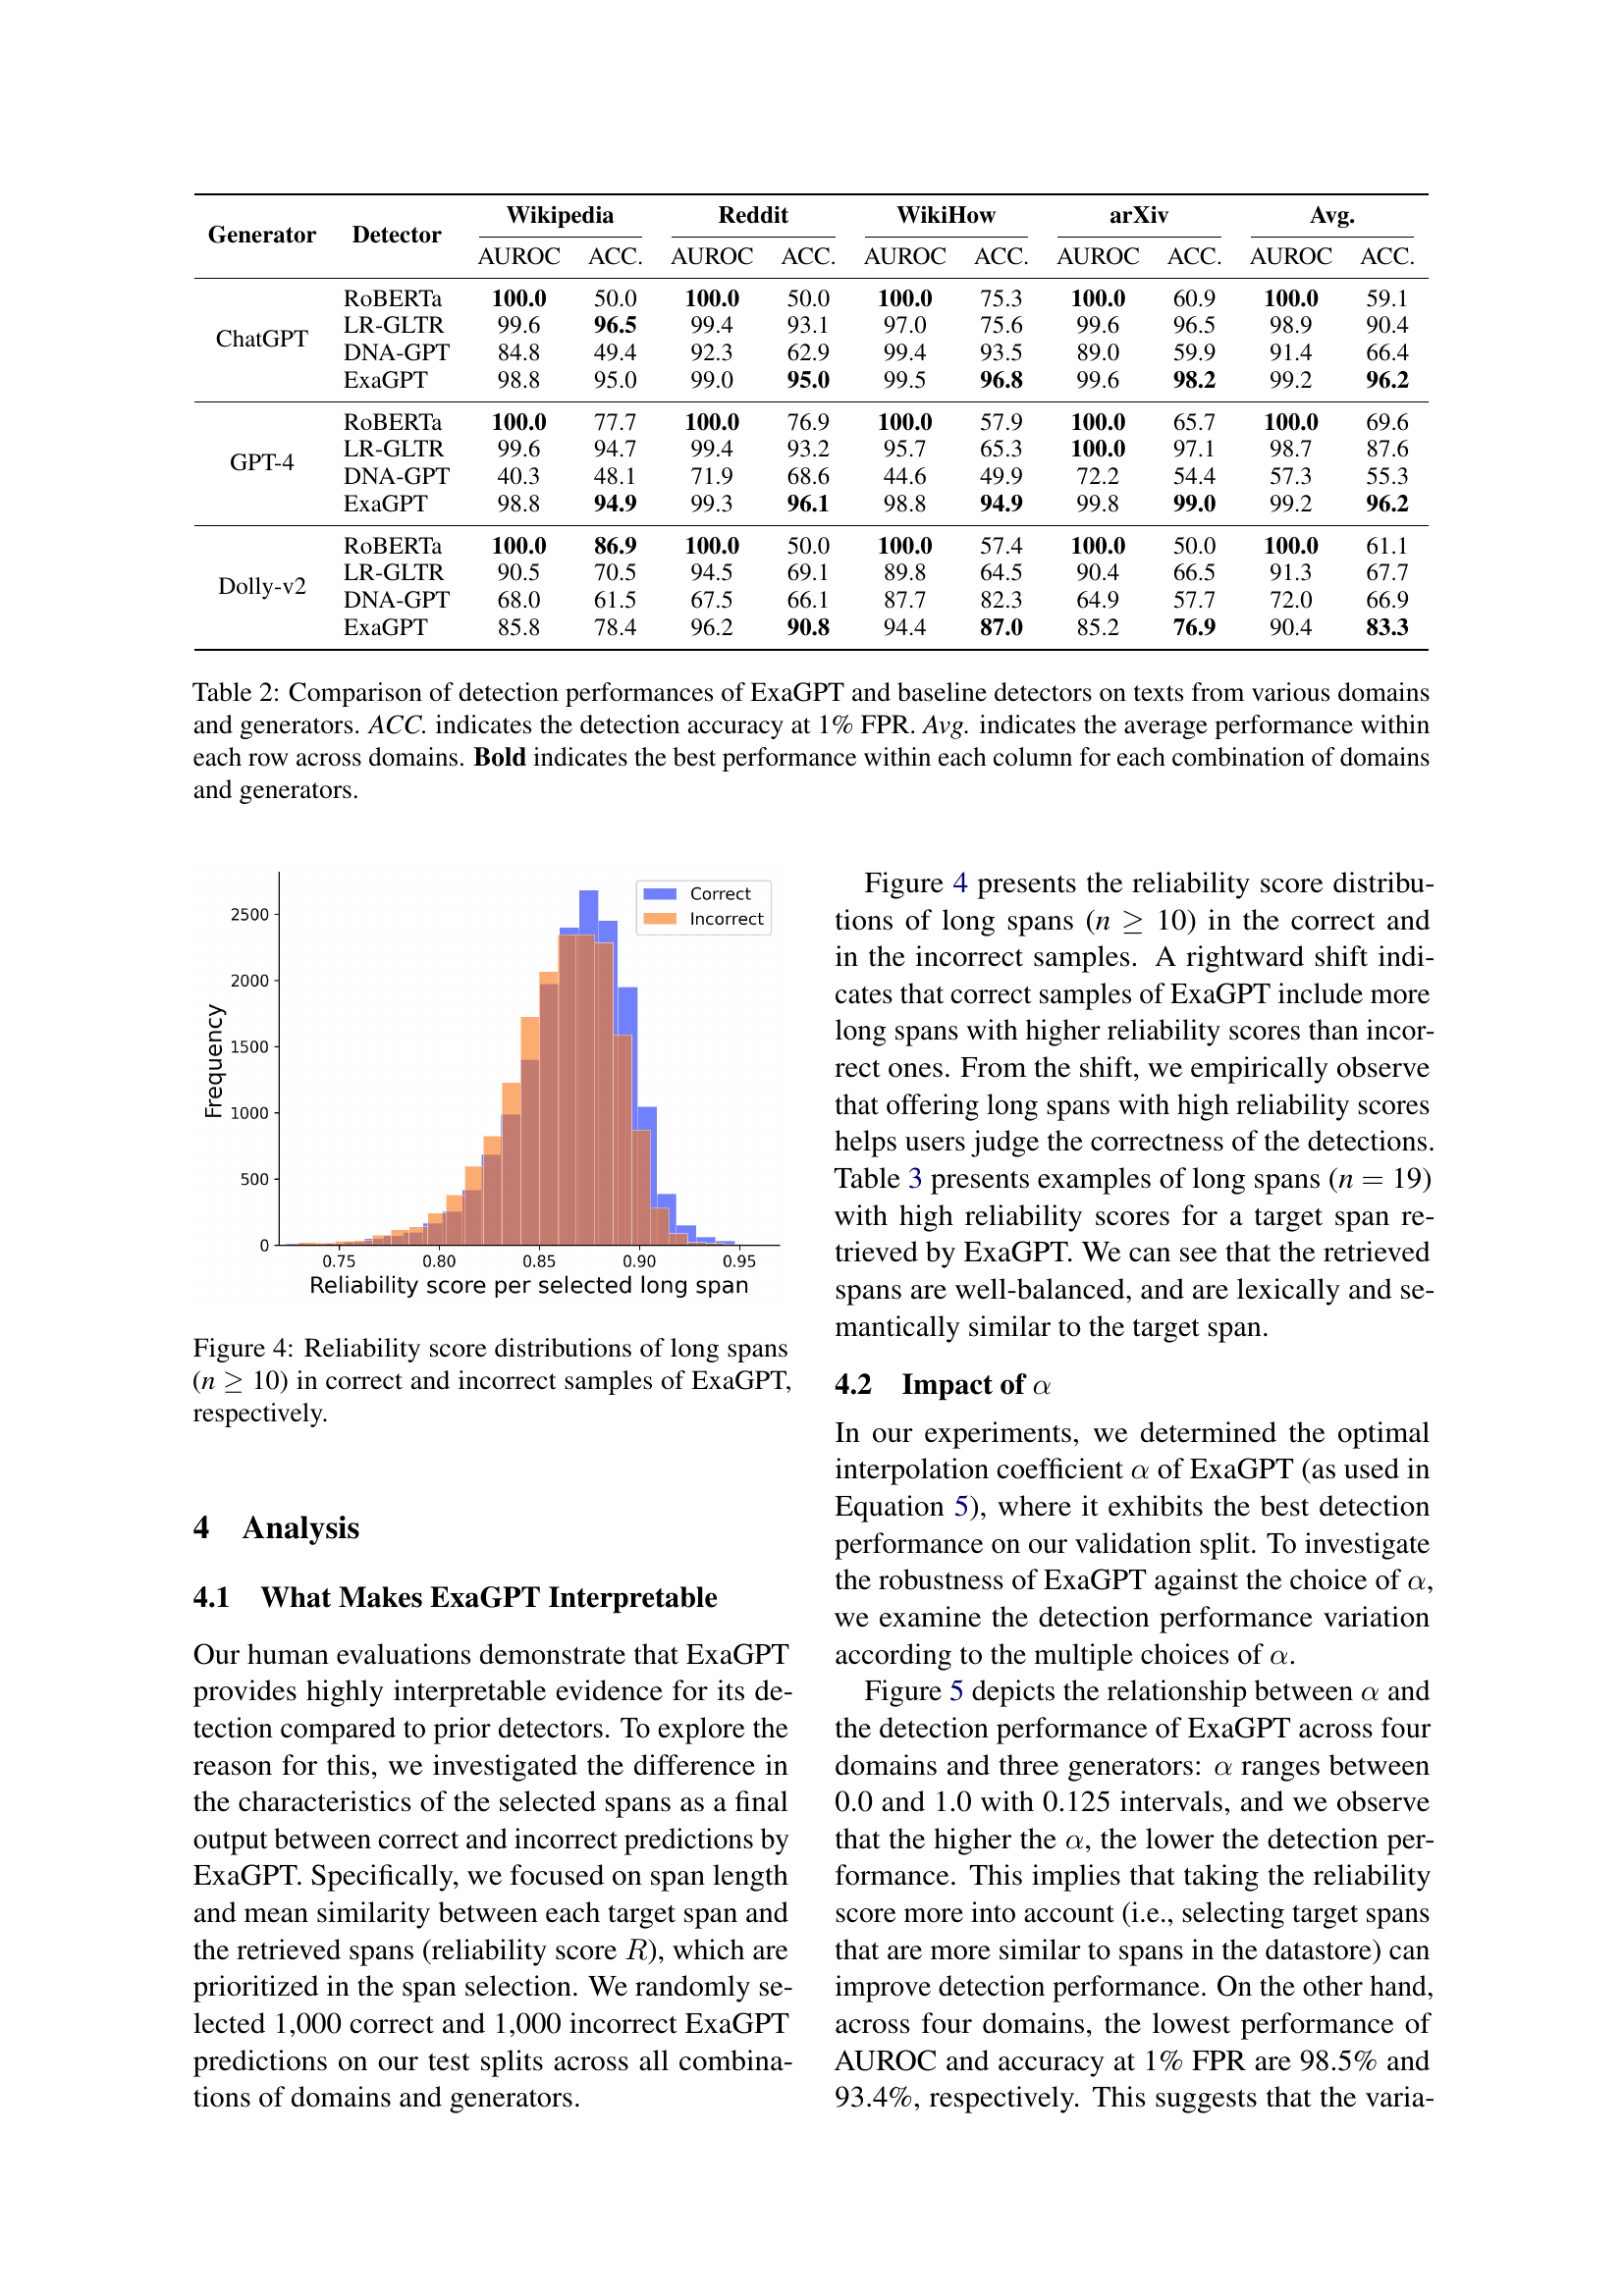 Generator Detector Wikipedia Reddit WikiHow arXiv Avg.
AUROC ACC. AUROC ACC. AUROC ACC. AUROC ACC. AUROC ACC.
ChatGPT
RoBERTa 100.0 50.0 100.0 50.0 100.0 75.3 100.0 60.9 100.0 59.1
LR-GLTR 99.6 96.5 99.4 93.1 97.0 75.6 99.6 96.5 98.9 90.4
DNA-GPT 84.8 49.4 92.3 62.9 99.4 93.5 89.0 59.9 91.4 66.4
ExaGPT 98.8 95.0 99.0 95.0 99.5 96.8 99.6 98.2 99.2 96.2
GPT-4
RoBERTa 100.0 77.7 100.0 76.9 100.0 57.9 100.0 65.7 100.0 69.6
LR-GLTR 99.6 94.7 99.4 93.2 95.7 65.3 100.0 97.1 98.7 87.6
DNA-GPT 40.3 48.1 71.9 68.6 44.6 49.9 72.2 54.4 57.3 55.3
ExaGPT 98.8 94.9 99.3 96.1 98.8 94.9 99.8 99.0 99.2 96.2
Dolly-v2
RoBERTa 100.0 86.9 100.0 50.0 100.0 57.4 100.0 50.0 100.0 61.1
LR-GLTR 90.5 70.5 94.5 69.1 89.8 64.5 90.4 66.5 91.3 67.7
DNA-GPT 68.0 61.5 67.5 66.1 87.7 82.3 64.9 57.7 72.0 66.9
ExaGPT 85.8 78.4 96.2 90.8 94.4 87.0 85.2 76.9 90.4 83.3
Table 2: Comparison of detection performances of ExaGPT and baseline detectors on texts from various domains
and generators. ACC. indicates the detection accuracy at 1% FPR. Avg. indicates the average performance within
each row across domains. Bold indicates the best performance within each column for each combination of domains
and generators.
Correct
Incorrect
Frequency
2500
2000
1500
1000
500
0
0.75 0.80 0.85 0.90 0.95
Reliability score per selected long span
Figure 4: Reliability score distributions of long spans
(n ≥ 10) in correct and incorrect samples of ExaGPT,
respectively.
4 Analysis
4.1 What Makes ExaGPT Interpretable
Our human evaluations demonstrate that ExaGPT
provides highly interpretable evidence for its de-
tection compared to prior detectors. To explore the
reason for this, we investigated the difference in
the characteristics of the selected spans as a final
output between correct and incorrect predictions by
ExaGPT. Specifically, we focused on span length
and mean similarity between each target span and
the retrieved spans (reliability score R), which are
prioritized in the span selection. We randomly se-
lected 1,000 correct and 1,000 incorrect ExaGPT
predictions on our test splits across all combina-
tions of domains and generators.
Figure 4 presents the reliability score distribu-
tions of long spans (n ≥ 10) in the correct and
in the incorrect samples. A rightward shift indi-
cates that correct samples of ExaGPT include more
long spans with higher reliability scores than incor-
rect ones. From the shift, we empirically observe
that offering long spans with high reliability scores
helps users judge the correctness of the detections.
Table 3 presents examples of long spans (n = 19)
with high reliability scores for a target span re-
trieved by ExaGPT. We can see that the retrieved
spans are well-balanced, and are lexically and se-
mantically similar to the target span.
4.2 Impact of α
In our experiments, we determined the optimal
interpolation coefficient α of ExaGPT (as used in
Equation 5), where it exhibits the best detection
performance on our validation split. To investigate
the robustness of ExaGPT against the choice of α,
we examine the detection performance variation
according to the multiple choices of α.
Figure 5 depicts the relationship between α and
the detection performance of ExaGPT across four
domains and three generators: α ranges between
0.0 and 1.0 with 0.125 intervals, and we observe
that the higher the α, the lower the detection per-
formance. This implies that taking the reliability
score more into account (i.e., selecting target spans
that are more similar to spans in the datastore) can
improve detection performance. On the other hand,
across four domains, the lowest performance of
AUROC and accuracy at 1% FPR are 98.5% and
93.4%, respectively. This suggests that the varia-